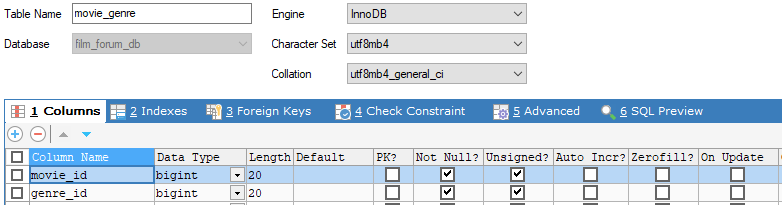 Table Name movie_genre Engine InnoDB
Database film_forum_db Character Set utf8mb4
Collation utf8mb4_general_ci
1 Columns 2 Indexes 3 Foreign Keys 4 Check Constraint 5 Advanced 6 SQL Preview
Column Name Data Type Length Default PK? Not Null? Unsigned? Auto Incr? Zerofill? On Update
movie_id bigint 20
genre_id bigint 20